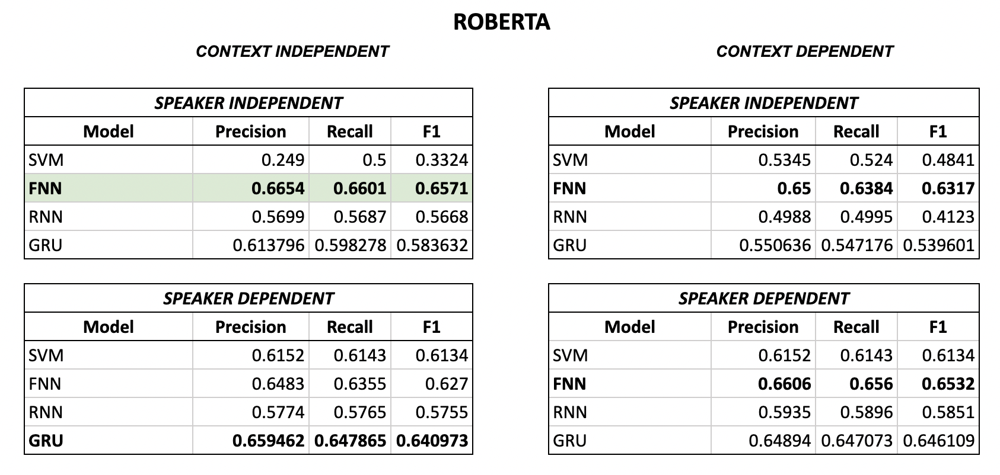 ROBERTA
CONTEXT INDEPENDENT
SPEAKER INDEPENDENT
Model Precision Recall F1
SVM 0.249 0.5 0.3324
FNN 0.6654 0.6601 0.6571
RNN 0.5699 0.5687 0.5668
GRU 0.613796 0.598278 0.583632
SPEAKER DEPENDENT
Model Precision Recall F1
SVM 0.6152 0.6143 0.6134
FNN 0.6483 0.6355 0.627
RNN 0.5774 0.5765 0.5755
GRU 0.659462 0.647865 0.640973
CONTEXT DEPENDENT
SPEAKER INDEPENDENT
Model Precision Recall F1
SVM 0.5345 0.524 0.4841
FNN 0.65 0.6384 0.6317
RNN 0.4988 0.4995 0.4123
GRU 0.550636 0.547176 0.539601
SPEAKER DEPENDENT
Model Precision Recall F1
SVM 0.6152 0.6143 0.6134
FNN 0.6606 0.656 0.6532
RNN 0.5935 0.5896 0.5851
GRU 0.64894 0.647073 0.646109